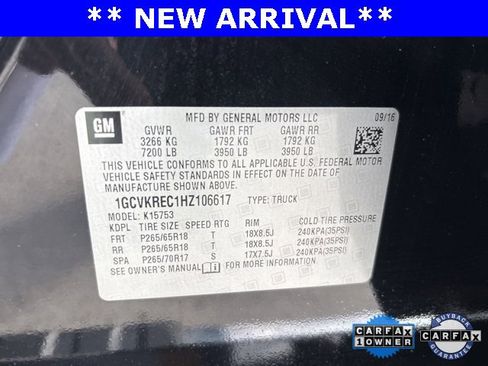 ** NEW ARRIVAL**
GM
MFD BY GENERAL MOTORS LLC 09/16
GVWR GAWR FRT GAWR RR
3266 KG 1792 KG 1792 KG
7200 LB 3950 LB 3950 LB
THIS VEHICLE CONFORMS TO ALL APPLICABLE U.S. FEDERAL MOTOR
VEHICLE SAFETY STANDARDS IN EFFECT ON THE DATE OF
MANUFACTURE SHOWN ABOVE.
1GCVKREC1HZ106617 TYPE: TRUCK
MODEL: K15753
KDPL TIRE SIZE SPEED RTG RIM COLD TIRE PRESSURE
FRT P265/65R18 T 18X8.5J 240KPA(35PSI)
RR P265/65R18 T 18X8.5J 240KPA(35PSI)
SPA P265/70R17 S 17X7.5J 240KPA(35PSI)
SEE OWNER'S MANUAL FOR MORE INFORMATION
CARFAX
1 OWNER
BUYBACK
CARFAX
GUARANTEE